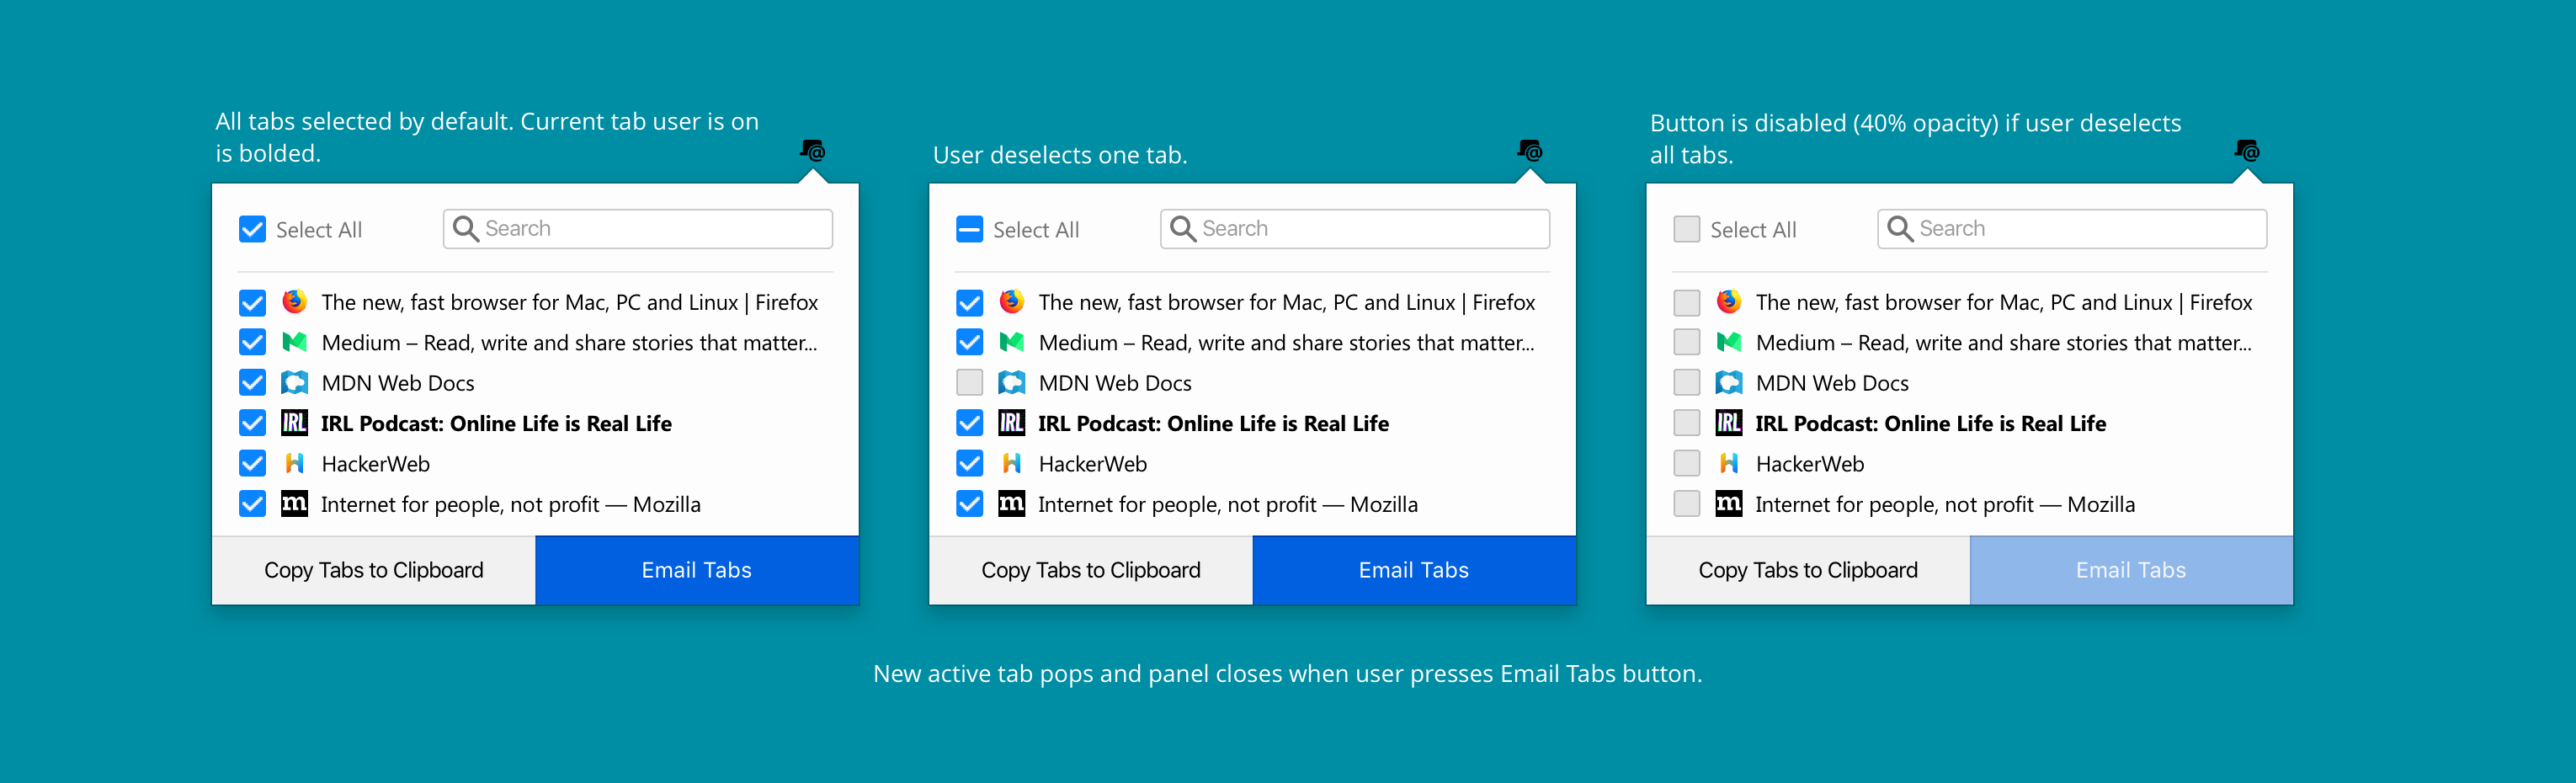 All tabs selected by default. Current tab user is on
is bolded.
@
Select All
Search
The new, fast browser for Mac, PC and Linux | Firefox
Medium – Read, write and share stories that matter...
MDN Web Docs
IRL
IRL Podcast: Online Life is Real Life
HackerWeb
m
Internet for people, not profit — Mozilla
Copy Tabs to Clipboard
Email Tabs
User deselects one tab.
@
Select All
Search
The new, fast browser for Mac, PC and Linux | Firefox
Medium – Read, write and share stories that matter...
MDN Web Docs
IRL
IRL Podcast: Online Life is Real Life
HackerWeb
m
Internet for people, not profit — Mozilla
Copy Tabs to Clipboard
Email Tabs
Button is disabled (40% opacity) if user deselects
all tabs.
@
Select All
Search
The new, fast browser for Mac, PC and Linux | Firefox
Medium – Read, write and share stories that matter...
MDN Web Docs
IRL
IRL Podcast: Online Life is Real Life
HackerWeb
m
Internet for people, not profit — Mozilla
Copy Tabs to Clipboard
Email Tabs
New active tab pops and panel closes when user presses Email Tabs button.